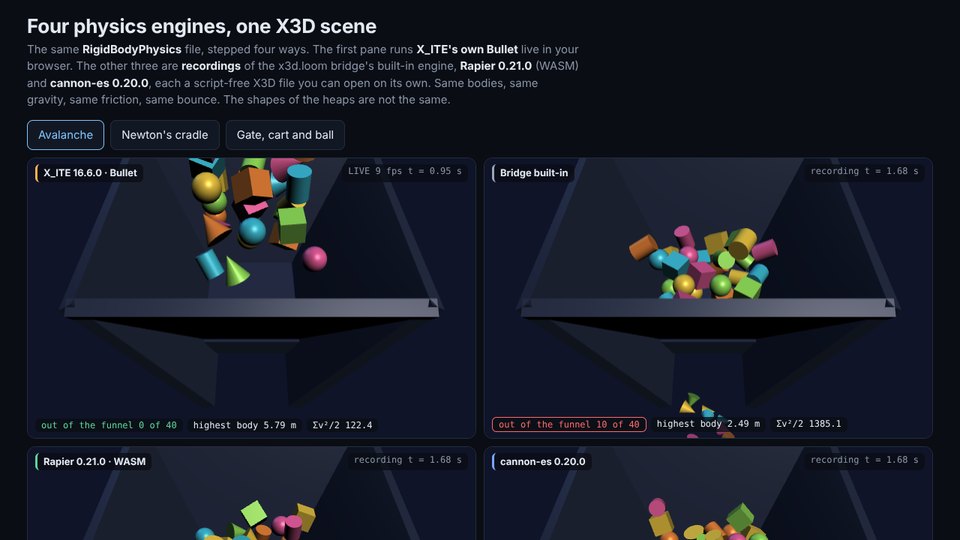 Four physics engines, one X3D scene
The same RigidBodyPhysics file, stepped four ways. The first pane runs X_ITE's own Bullet live in your
browser. The other three are recordings of the x3d.loom bridge's built-in engine, Rapier 0.21.0 (WASM)
and cannon-es 0.20.0, each a script-free X3D file you can open on its own. Same bodies, same
gravity, same friction, same bounce. The shapes of the heaps are not the same.
Avalanche
Newton's cradle
Gate, cart and ball
X_ITE 16.6.0 · Bullet
LIVE 9 fps t = 0.95 s
Bridge built-in
recording t = 1.68 s
out of the funnel 0 of 40
highest body 5.79 m
Σv²/2 122.4
out of the funnel 10 of 40
highest body 2.49 m
Σv²/2 1385.1
Rapier 0.21.0 · WASM
recording t = 1.68 s
cannon-es 0.20.0
recording t = 1.68 s